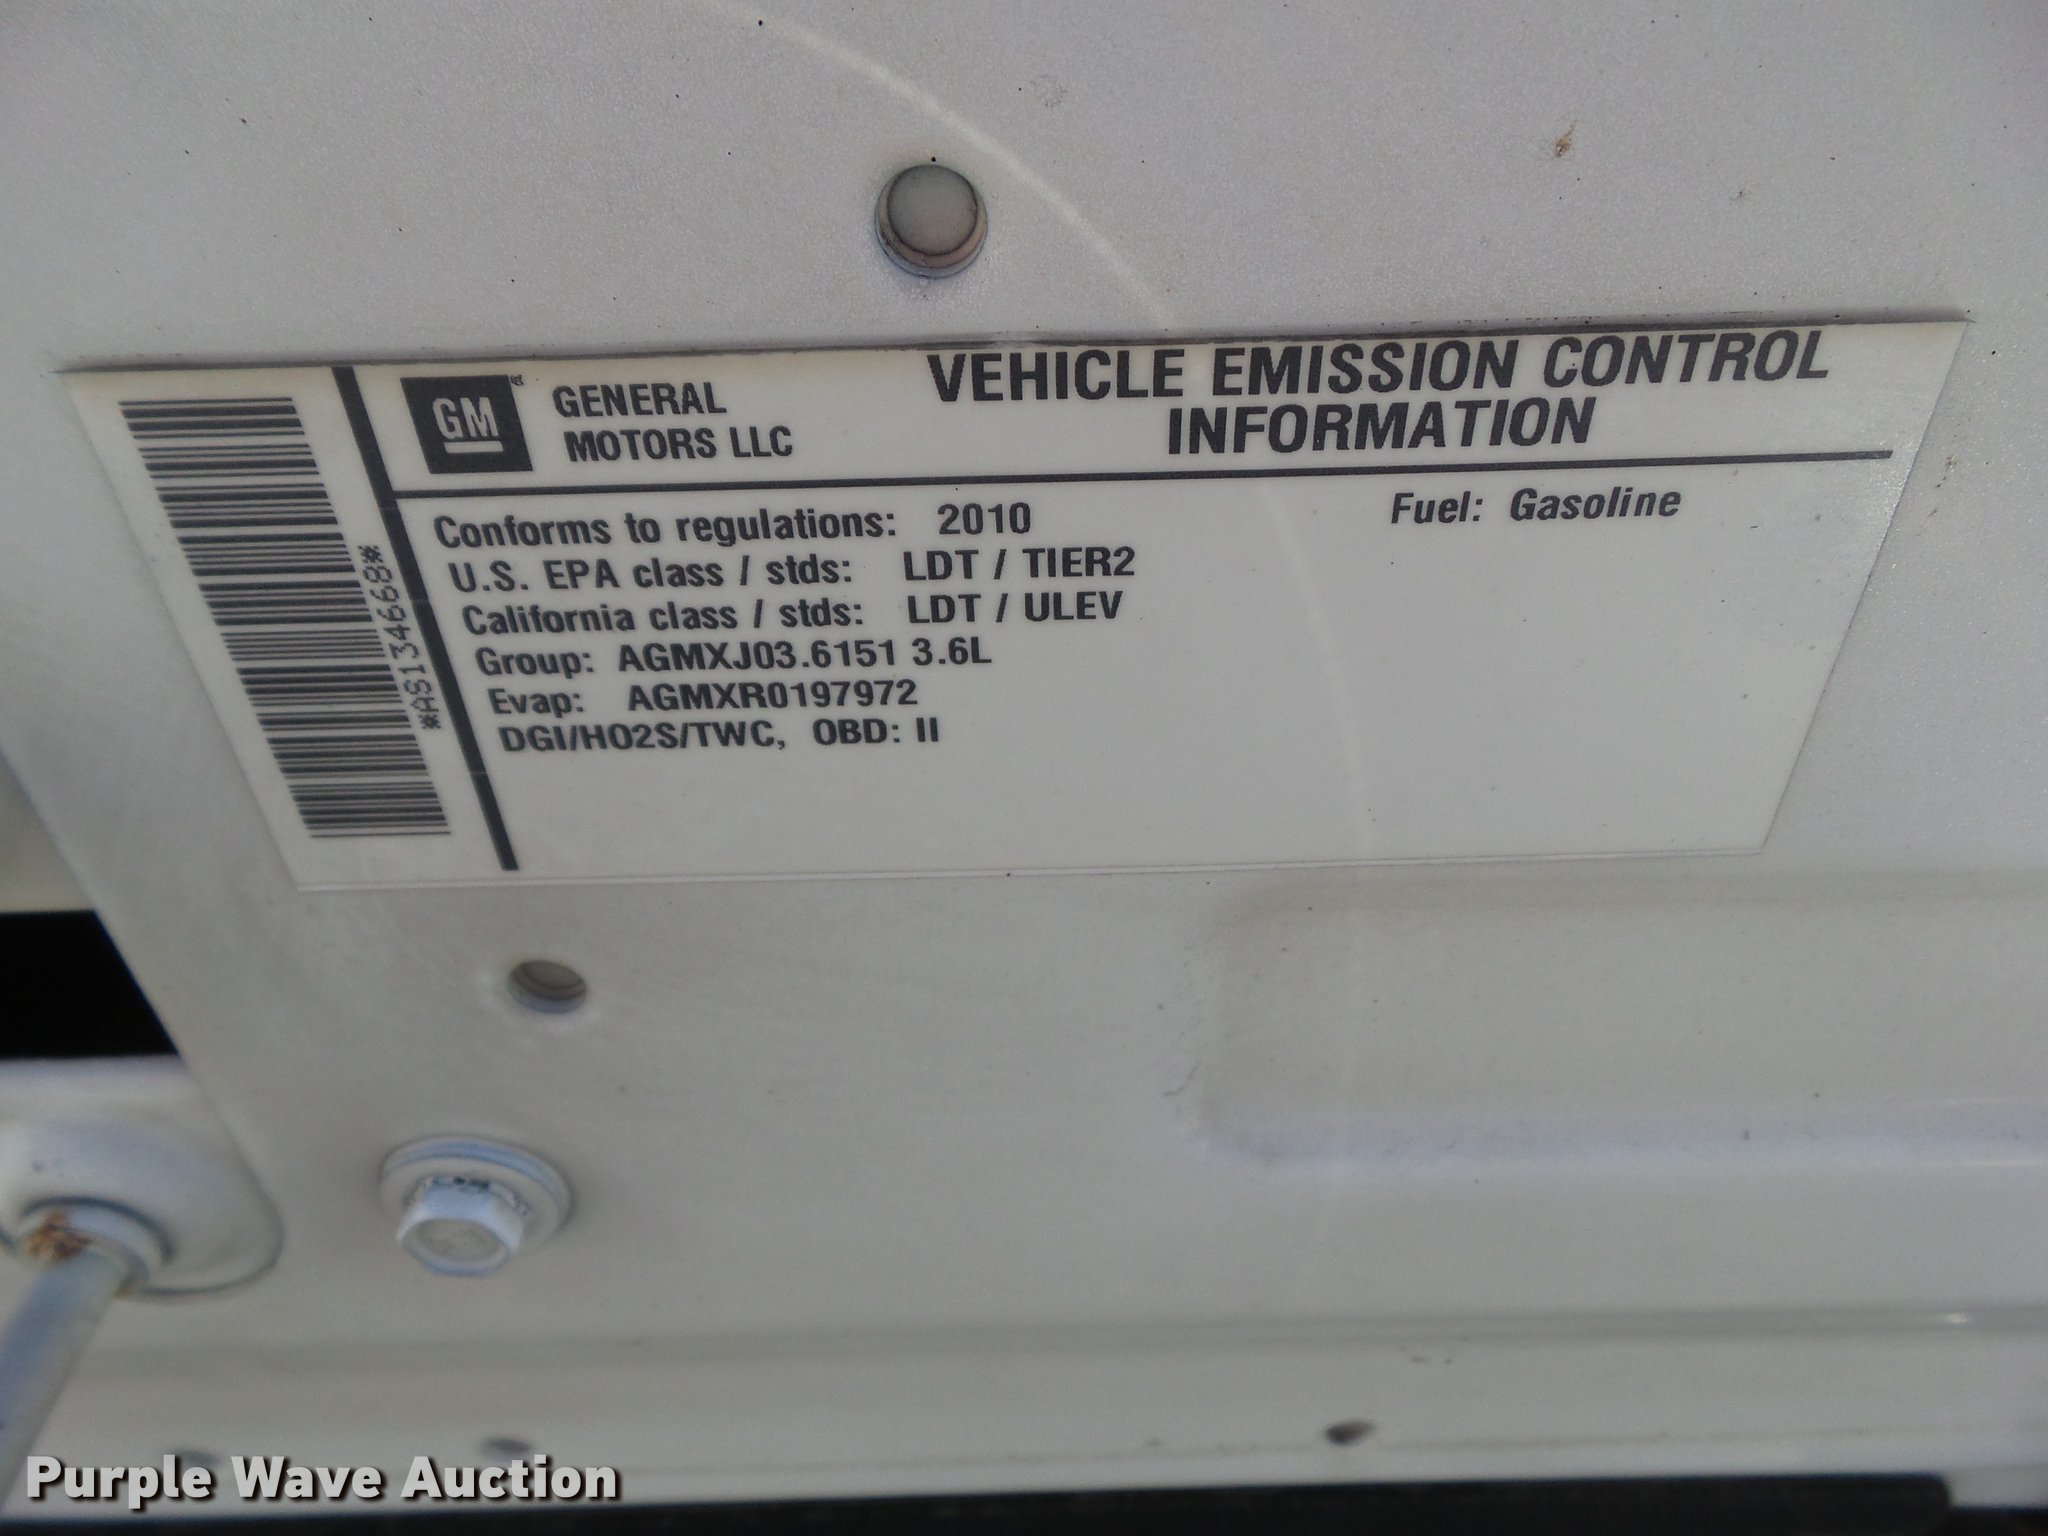 GM
GENERAL
MOTORS LLC
VEHICLE EMISSION CONTROL
INFORMATION
Conforms to regulations: 2010
Fuel: Gasoline
U.S. EPA class / stds: LDT / TIER2
California class / stds: LDT / ULEV
Group: AGMXJ03.6151 3.6L
Evap: AGMXR0197972
DGI/HO2S/TWC, OBD: II
*AS134668*
Purple Wave Auction